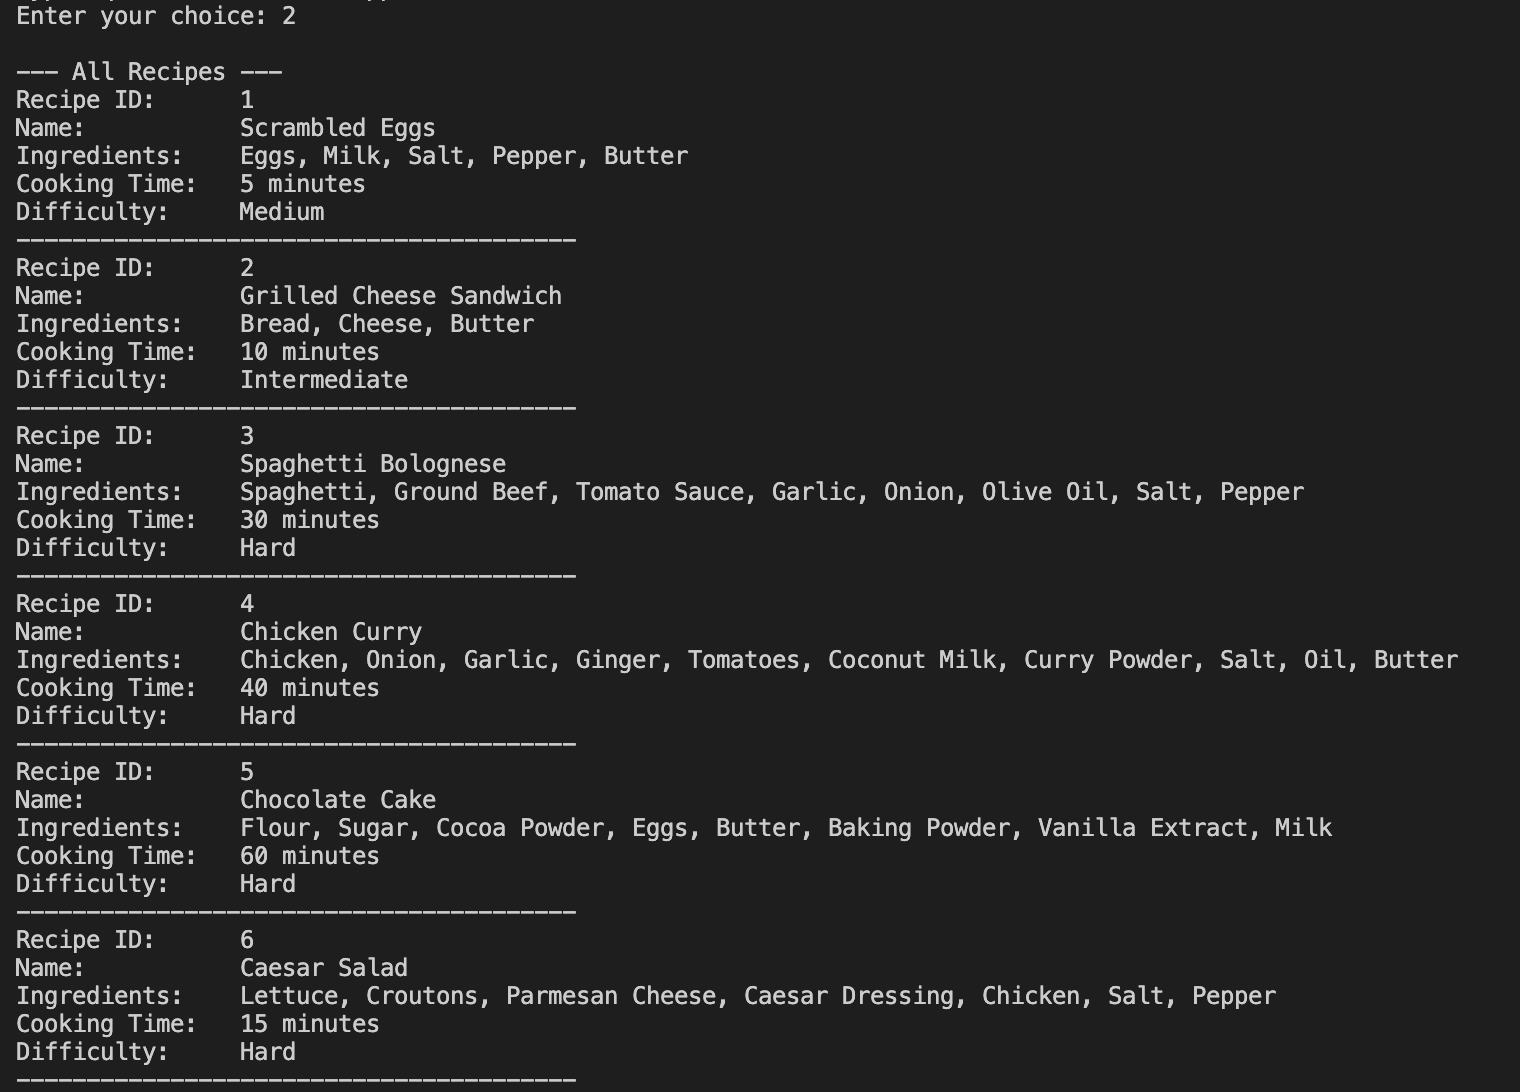 Enter your choice: 2
--- All Recipes ---
Recipe ID: 1
Name: Scrambled Eggs
Ingredients: Eggs, Milk, Salt, Pepper, Butter
Cooking Time: 5 minutes
Difficulty: Medium
----------------------------------------
Recipe ID: 2
Name: Grilled Cheese Sandwich
Ingredients: Bread, Cheese, Butter
Cooking Time: 10 minutes
Difficulty: Intermediate
----------------------------------------
Recipe ID: 3
Name: Spaghetti Bolognese
Ingredients: Spaghetti, Ground Beef, Tomato Sauce, Garlic, Onion, Olive Oil, Salt, Pepper
Cooking Time: 30 minutes
Difficulty: Hard
----------------------------------------
Recipe ID: 4
Name: Chicken Curry
Ingredients: Chicken, Onion, Garlic, Ginger, Tomatoes, Coconut Milk, Curry Powder, Salt, Oil, Butter
Cooking Time: 40 minutes
Difficulty: Hard
----------------------------------------
Recipe ID: 5
Name: Chocolate Cake
Ingredients: Flour, Sugar, Cocoa Powder, Eggs, Butter, Baking Powder, Vanilla Extract, Milk
Cooking Time: 60 minutes
Difficulty: Hard
----------------------------------------
Recipe ID: 6
Name: Caesar Salad
Ingredients: Lettuce, Croutons, Parmesan Cheese, Caesar Dressing, Chicken, Salt, Pepper
Cooking Time: 15 minutes
Difficulty: Hard
----------------------------------------